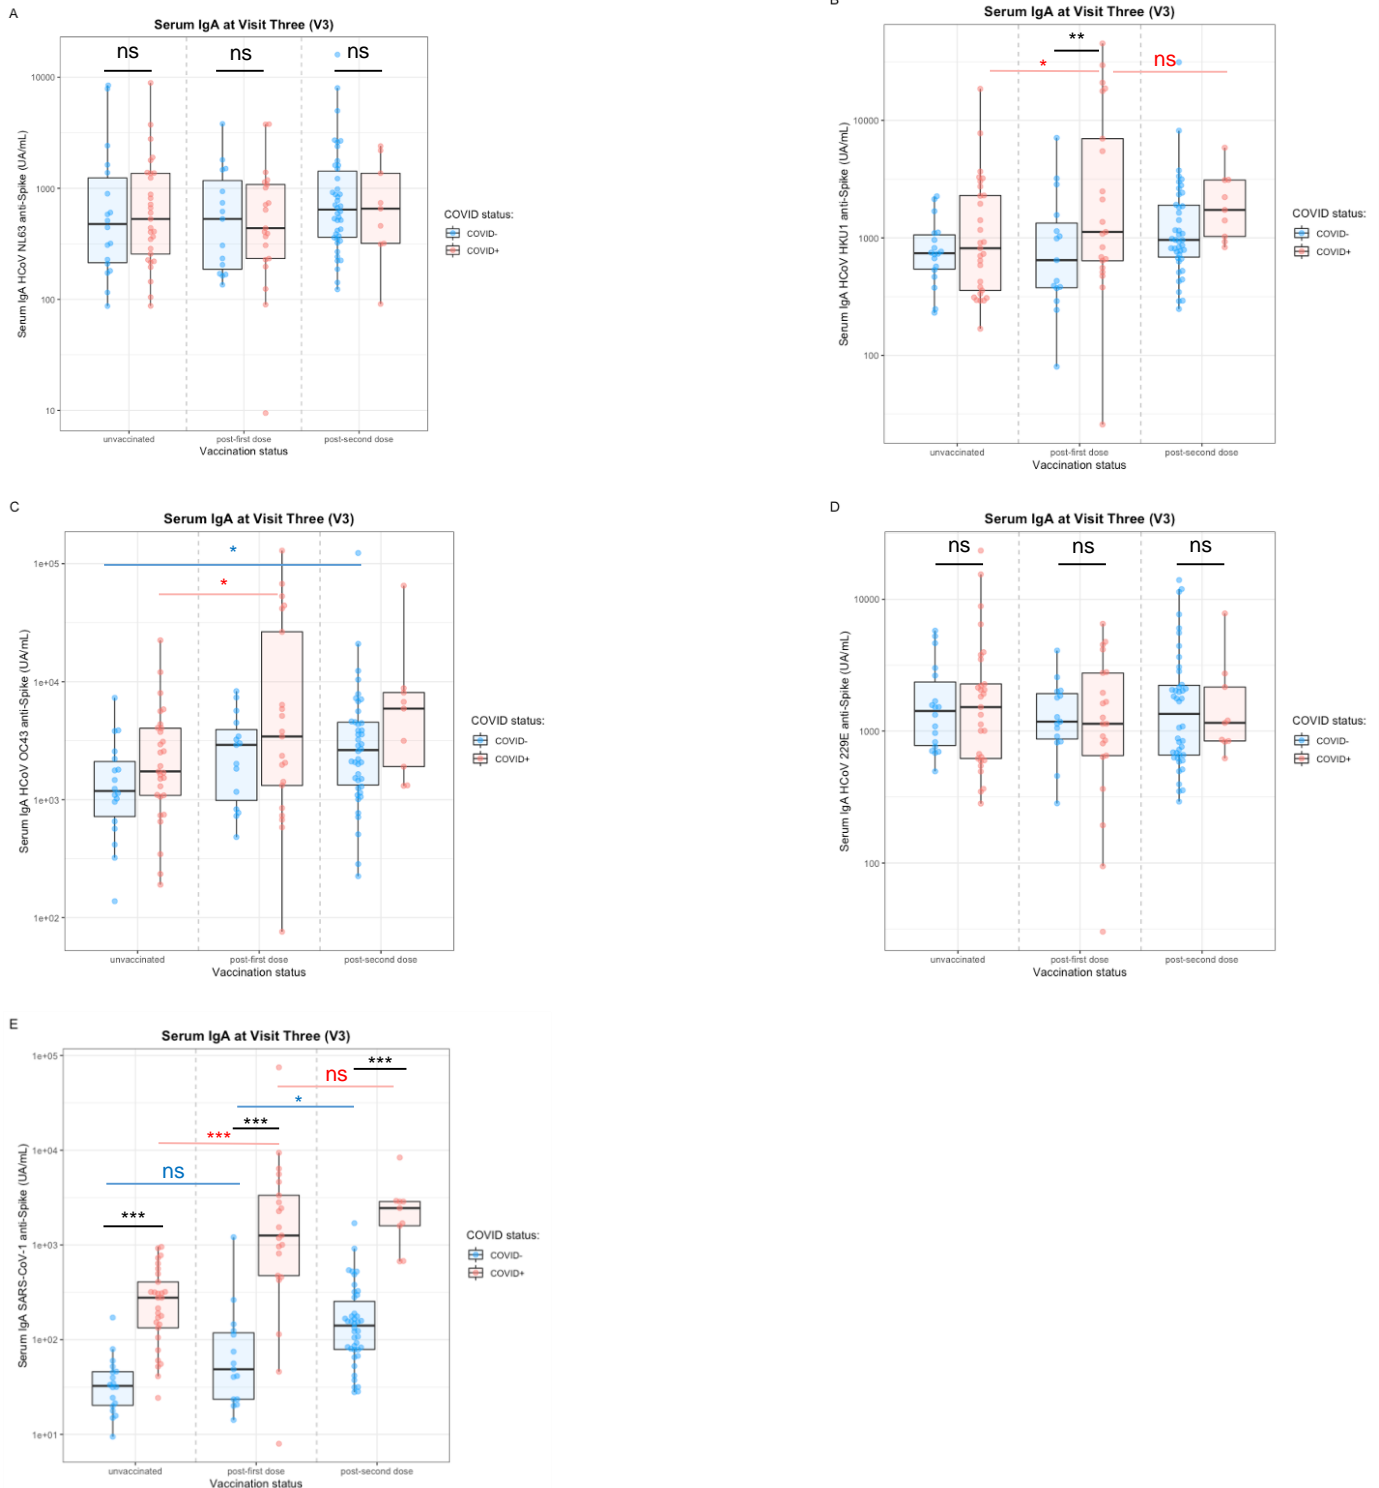 A
Serum IgA at Visit Three (V3)
ns ns ns
Serum IgA HCoV NL63 anti-Spike (UA/mL)
10000
1000
100
10
unvaccinated post-first dose post-second dose
Vaccination status
COVID status:
COVID-
COVID+
B
Serum IgA at Visit Three (V3)
**
* ns
Serum IgA HCoV HKU1 anti-Spike (UA/mL)
10000
1000
100
unvaccinated post-first dose post-second dose
Vaccination status
COVID status:
COVID-
COVID+
C
Serum IgA at Visit Three (V3)
*
*
Serum IgA HCoV OC43 anti-Spike (UA/mL)
1e+05
1e+04
1e+03
1e+02
unvaccinated post-first dose post-second dose
Vaccination status
COVID status:
COVID-
COVID+
D
Serum IgA at Visit Three (V3)
ns ns ns
Serum IgA HCoV 229E anti-Spike (UA/mL)
10000
1000
100
unvaccinated post-first dose post-second dose
Vaccination status
COVID status:
COVID-
COVID+
E
Serum IgA at Visit Three (V3)
***
ns
*
***
***
ns
***
Serum IgA SARS-CoV-1 anti-Spike (UA/mL)
1e+05
1e+04
1e+03
1e+02
1e+01
unvaccinated post-first dose post-second dose
Vaccination status
COVID status:
COVID-
COVID+